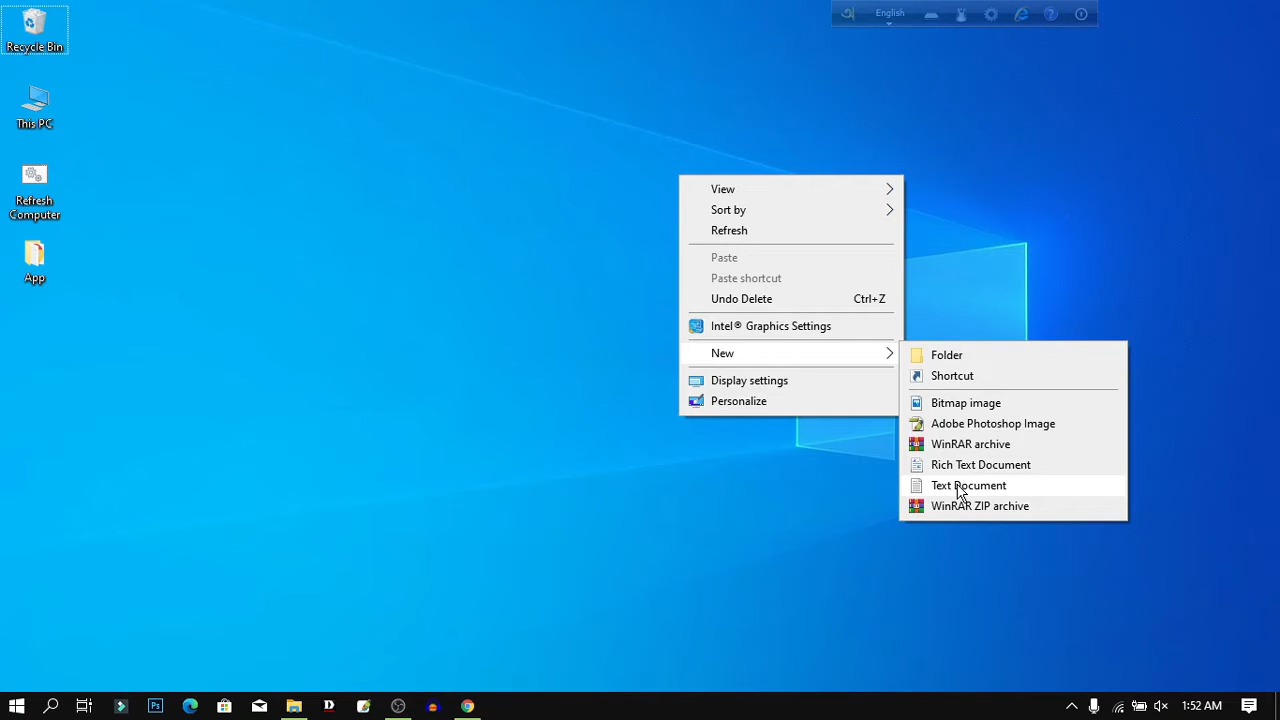 English
Recycle Bin
This PC
Refresh
Computer
App
View
Sort by
Refresh
Paste
Paste shortcut
Undo Delete Ctrl+Z
Intel® Graphics Settings
New
Display settings
Personalize
Folder
Shortcut
Bitmap image
Adobe Photoshop Image
WinRAR archive
Rich Text Document
Text Document
WinRAR ZIP archive
Ps
D
1:52 AM